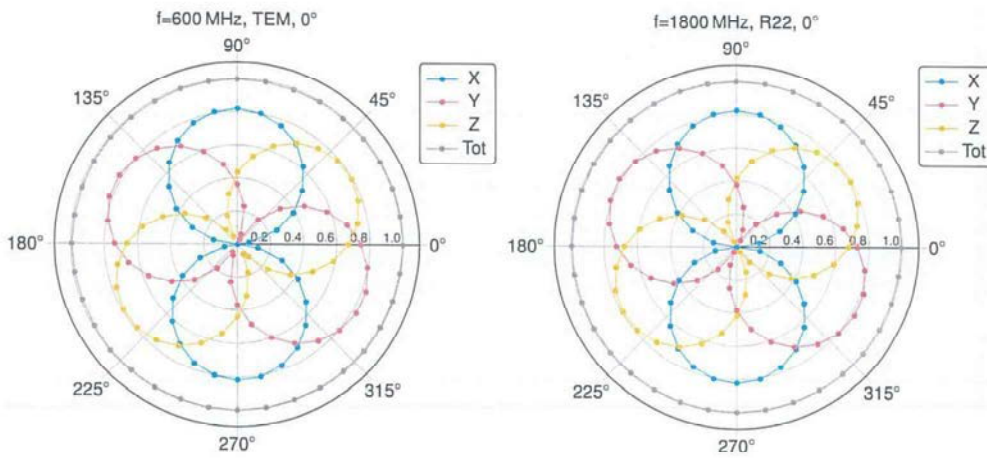 f=600 MHz, TEM, 0°
90°
135°
45°
X
Y
Z
Tot
180°
0.2 0.4 0.6 0.8 1.0
0°
225°
315°
270°
f=1800 MHz, R22, 0°
90°
135°
45°
X
Y
Z
Tot
180°
0.2 0.4 0.6 0.8 1.0
0°
225°
315°
270°